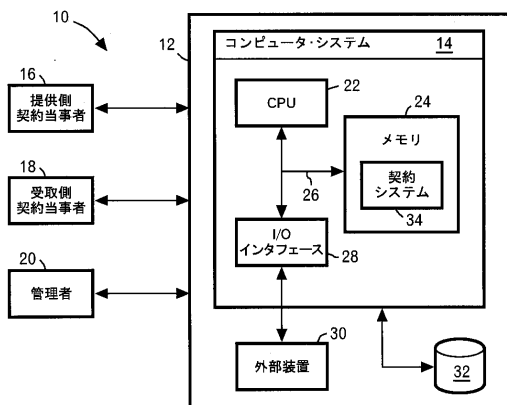 10
12
コンピュータ・システム
14
16
提供側
契約当事者
22
CPU
24
メモリ
18
受取側
契約当事者
契約
システム
26
34
20
管理者
I/O
インタフェース
28
30
外部装置
32